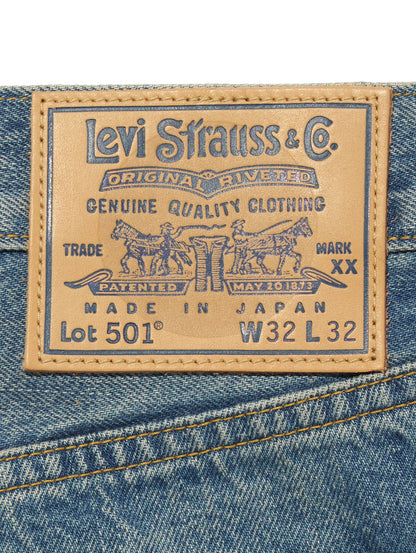 Levi Strauss & Co.
ORIGINAL RIVETED
GENUINE QUALITY CLOTHING
TRADE MARK
XX
PATENTED MAY 20 1873
MADE IN JAPAN
Lot 501® W32 L 32